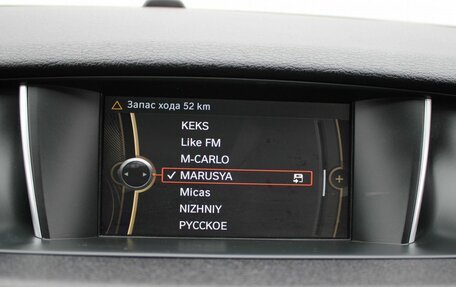 Запас хода 52 km
KEKS
Like FM
M-CARLO
MARUSYA
Micas
NIZHNIY
РУССКОЕ